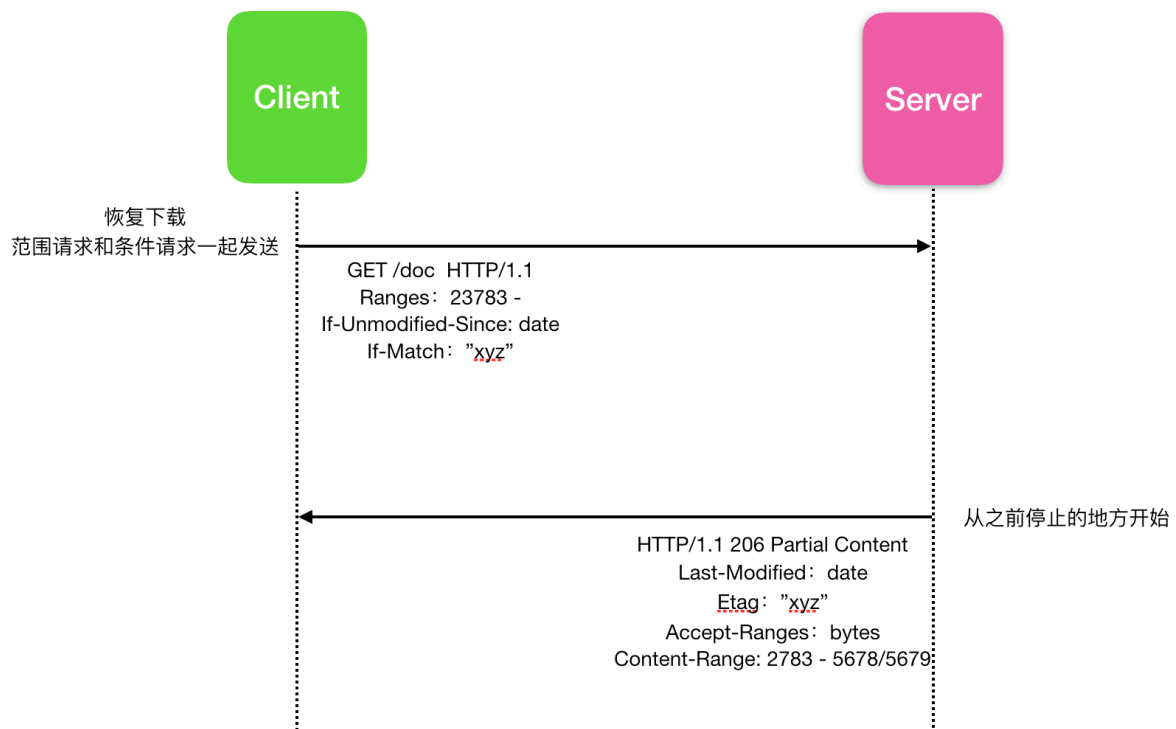 Client
Server
恢复下载
范围请求和条件请求一起发送
GET /doc  HTTP/1.1
Ranges：23783 -
If-Unmodified-Since: date
If-Match：”xyz”
从之前停止的地方开始
HTTP/1.1 206 Partial Content
Last-Modified：date
Etag：”xyz”
Accept-Ranges：bytes
Content-Range: 2783 - 5678/5679